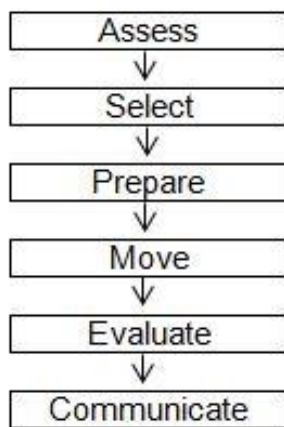 Assess
Select
Prepare
Move
Evaluate
Communicate